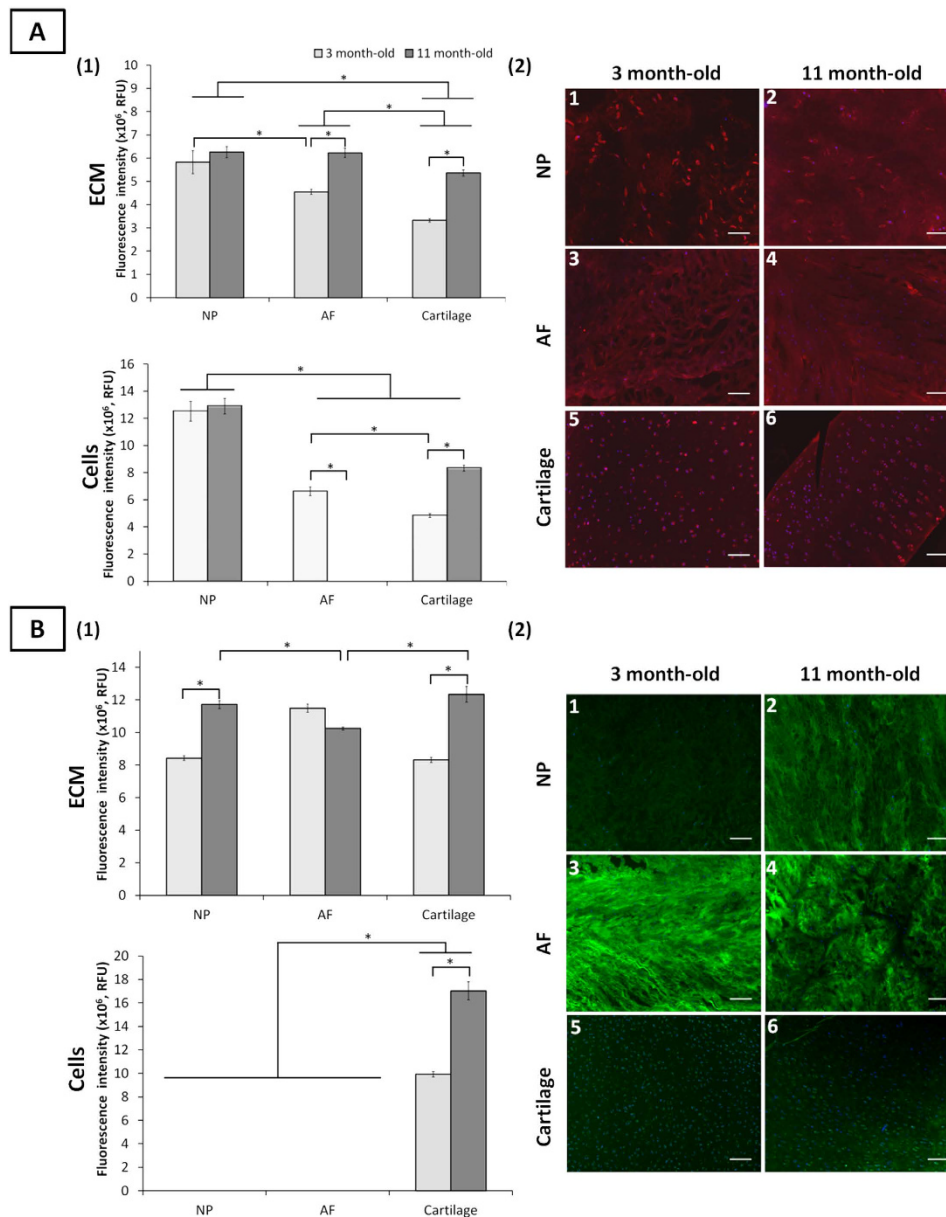 A
(1)
3 month-old 11 month-old
ECM
Fluorescence intensity (x10⁶, RFU)
10
9
8
7
6
5
4
3
2
1
0
*
*
*
*
*
NP AF Cartilage
Cells
Fluorescence intensity (x10⁶, RFU)
16
14
12
10
8
6
4
2
0
*
*
*
*
NP AF Cartilage
(2)
3 month-old 11 month-old
NP
1 2
AF
3 4
Cartilage
5 6
B
(1)
ECM
Fluorescence intensity (x10⁶, RFU)
14
12
10
8
6
4
2
0
*
*
*
*
NP AF Cartilage
Cells
Fluorescence intensity (x10⁶, RFU)
20
18
16
14
12
10
8
6
4
2
0
*
*
NP AF Cartilage
(2)
3 month-old 11 month-old
NP
1 2
AF
3 4
Cartilage
5 6